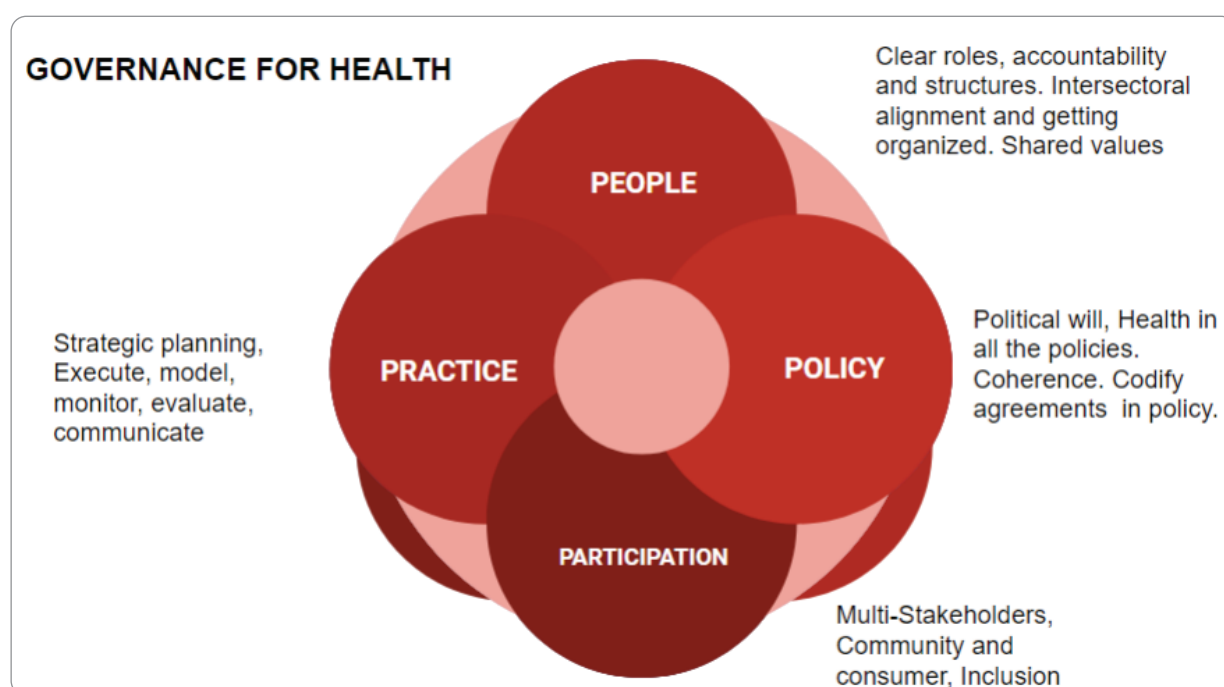 GOVERNANCE FOR HEALTH
Clear roles, accountability
and structures. Intersectoral
alignment and getting
organized. Shared values
PEOPLE
Strategic planning,
Execute, model,
monitor, evaluate,
communicate
PRACTICE
POLICY
Political will, Health in
all the policies.
Coherence. Codify
agreements in policy.
PARTICIPATION
Multi-Stakeholders,
Community and
consumer, Inclusion